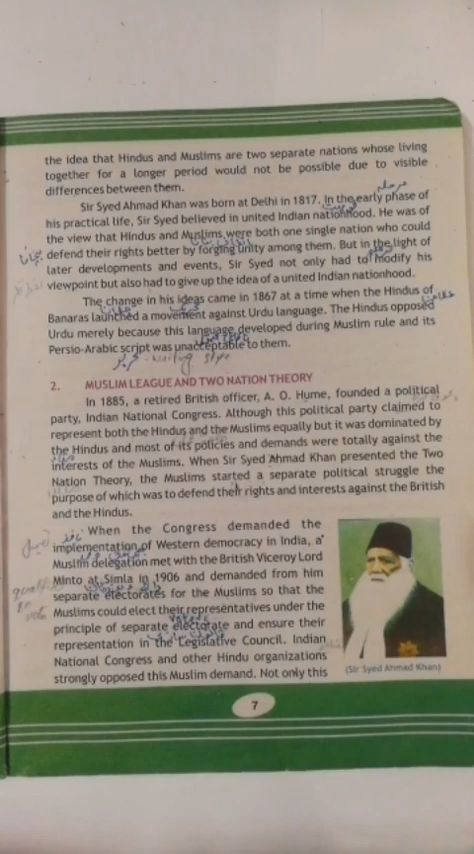 the idea that Hindus and Muslims are two separate nations whose living
together for a longer period would not be possible due to visible
differences between them.
Sir Syed Ahmad Khan was born at Delhi in 1817. In the early phase of
his practical life, Sir Syed believed in united Indian nationhood. He was of
the view that Hindus and Muslims were both one single nation who could
defend their rights better by forging unity among them. But in the light of
later developments and events, Sir Syed not only had to modify his
viewpoint but also had to give up the idea of a united Indian nationhood.
The change in his ideas came in 1867 at a time when the Hindus of
Banaras launched a movement against Urdu language. The Hindus opposed
Urdu merely because this language developed during Muslim rule and its
Persio-Arabic script was unacceptable to them.
تحریر writing
2. MUSLIM LEAGUE AND TWO NATION THEORY
In 1885, a retired British officer, A. O. Hume, founded a political
party, Indian National Congress. Although this political party claimed to
represent both the Hindus and the Muslims equally but it was dominated by
the Hindus and most of its policies and demands were totally against the
interests of the Muslims. When Sir Syed Ahmad Khan presented the Two
Nation Theory, the Muslims started a separate political struggle the
purpose of which was to defend their rights and interests against the British
and the Hindus.
When the Congress demanded the
implementation of Western democracy in India, a
Muslim delegation met with the British Viceroy Lord
Minto at Simla in 1906 and demanded from him
separate electorates for the Muslims so that the
Muslims could elect their representatives under the
principle of separate electorate and ensure their
representation in the Legislative Council. Indian
National Congress and other Hindu organizations
strongly opposed this Muslim demand. Not only this
(Sir Syed Ahmad Khan)
7